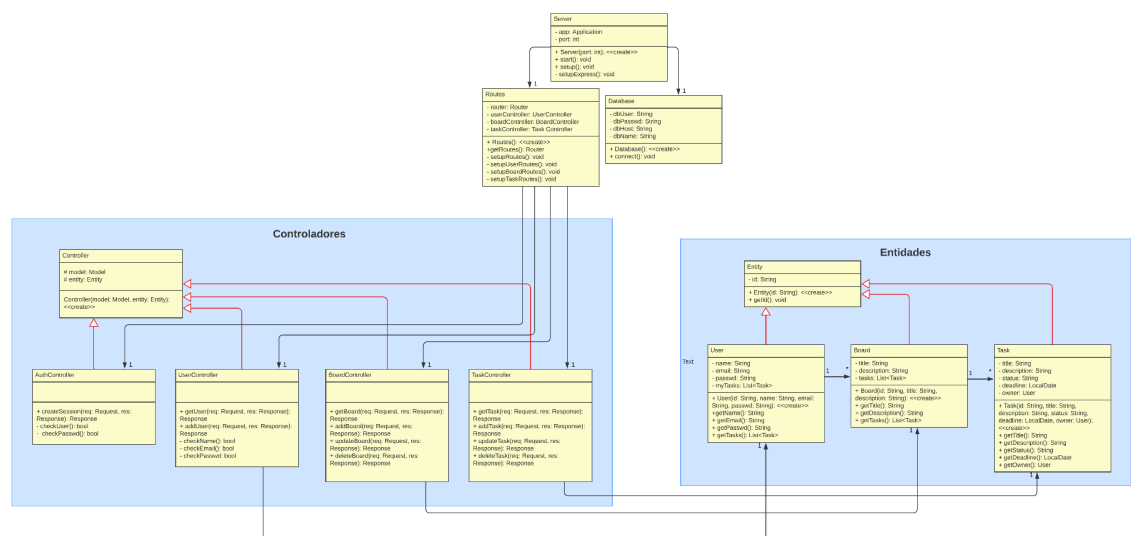 Server
- app: Application
- port: int
+ Server(port: int): <<create>>
+ start(): void
+ setup(): void
- setupExpress(): void
1
1
Routes
- router: Router
- userController: UserController
- boardController: BoardController
- taskController: Task Controller
+ Routes(): <<create>>
+getRoutes(): Router
- setupRoutes(): void
- setupUserRoutes(): void
- setupBoardRoutes(): void
- setupTaskRoutes(): void
Database
- dbUser: String
- dbPasswd: String
- dbHost: String
- dbName: String
+ Database(): <<create>>
+ connect(): void
Controladores
Controller
# model: Model
# entity: Entity
Controller(model: Model, entity: Entity):
<<create>>
1
1
1
1
AuthController
+ createSession(req: Request, res:
Response): Response
- checkUser(): bool
- checkPasswd(): bool
UserController
+ getUser(req: Request, res: Response):
Response
+ addUser(req: Request, res: Response):
Response
- checkName(): bool
- checkEmail(): bool
- checkPasswd: bool
BoardController
+ getBoard(req: Request, res: Response):
Response
+ addBoard(req: Request, res: Response):
Response
+ updateBoard(req: Request, res:
Response): Response
+ deleteBoard(req: Request, res:
Response): Response
TaskController
+ getTask(req: Request, res: Response):
Response
+ addTask(req: Request, res: Response):
Response
+ updateTask(req: Request, res:
Response): Response
+ deleteTask(req: Request, res:
Response): Response
Entidades
Entity
- id: String
+ Entity(id: String): <<create>>
+ getId(): void
Text
User
- name: String
- email: String
- passwd: String
- myTasks: List<Task>
+ User(id: String, name: String, email:
String, passwd: String): <<create>>
+getName(): String
+ getEmail(): String
+ getPasswd(): String
+ getTasks(): List<Task>
1
*
Board
- title: String
- description: String
- tasks: List<Task>
+ Board(id: String, title: String,
description: String): <<create>>
+ getTitle(): String
+ getDescription(): String
+ getTasks(): List<Task>
1
*
Task
- title: String
- description: String
- status: String
- deadline: LocalDate
- owner: User
+ Task(id: String, title: String,
description: String, status: String,
deadline: LocalDate, owner: User):
<<create>>
+ getTitle(): String
+ getDescription(): String
+ getStatus(): String
+ getDeadline(): LocalDate
+ getOwner(): User
1
1
1